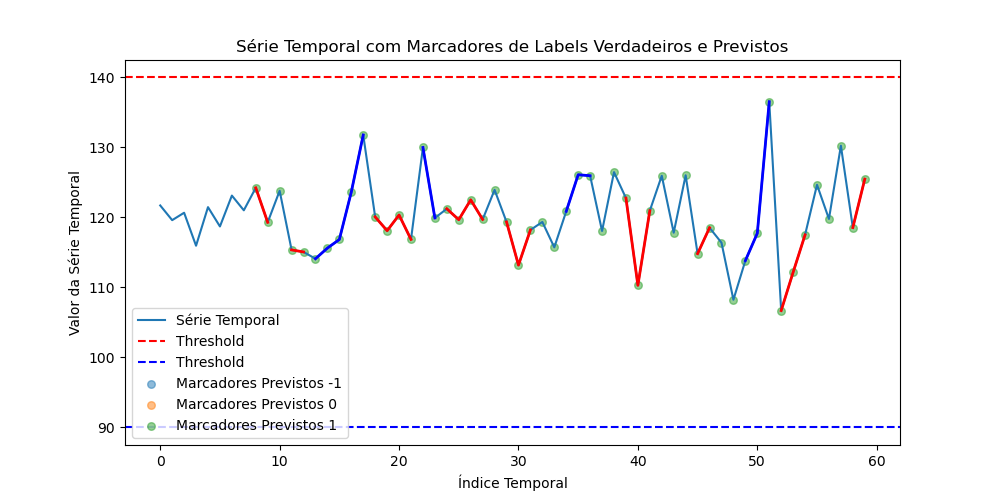 Série Temporal com Marcadores de Labels Verdadeiros e Previstos
Valor da Série Temporal
140
130
120
110
100
90
Série Temporal
Threshold
Threshold
Marcadores Previstos -1
Marcadores Previstos 0
Marcadores Previstos 1
0 10 20 30 40 50 60
Índice Temporal